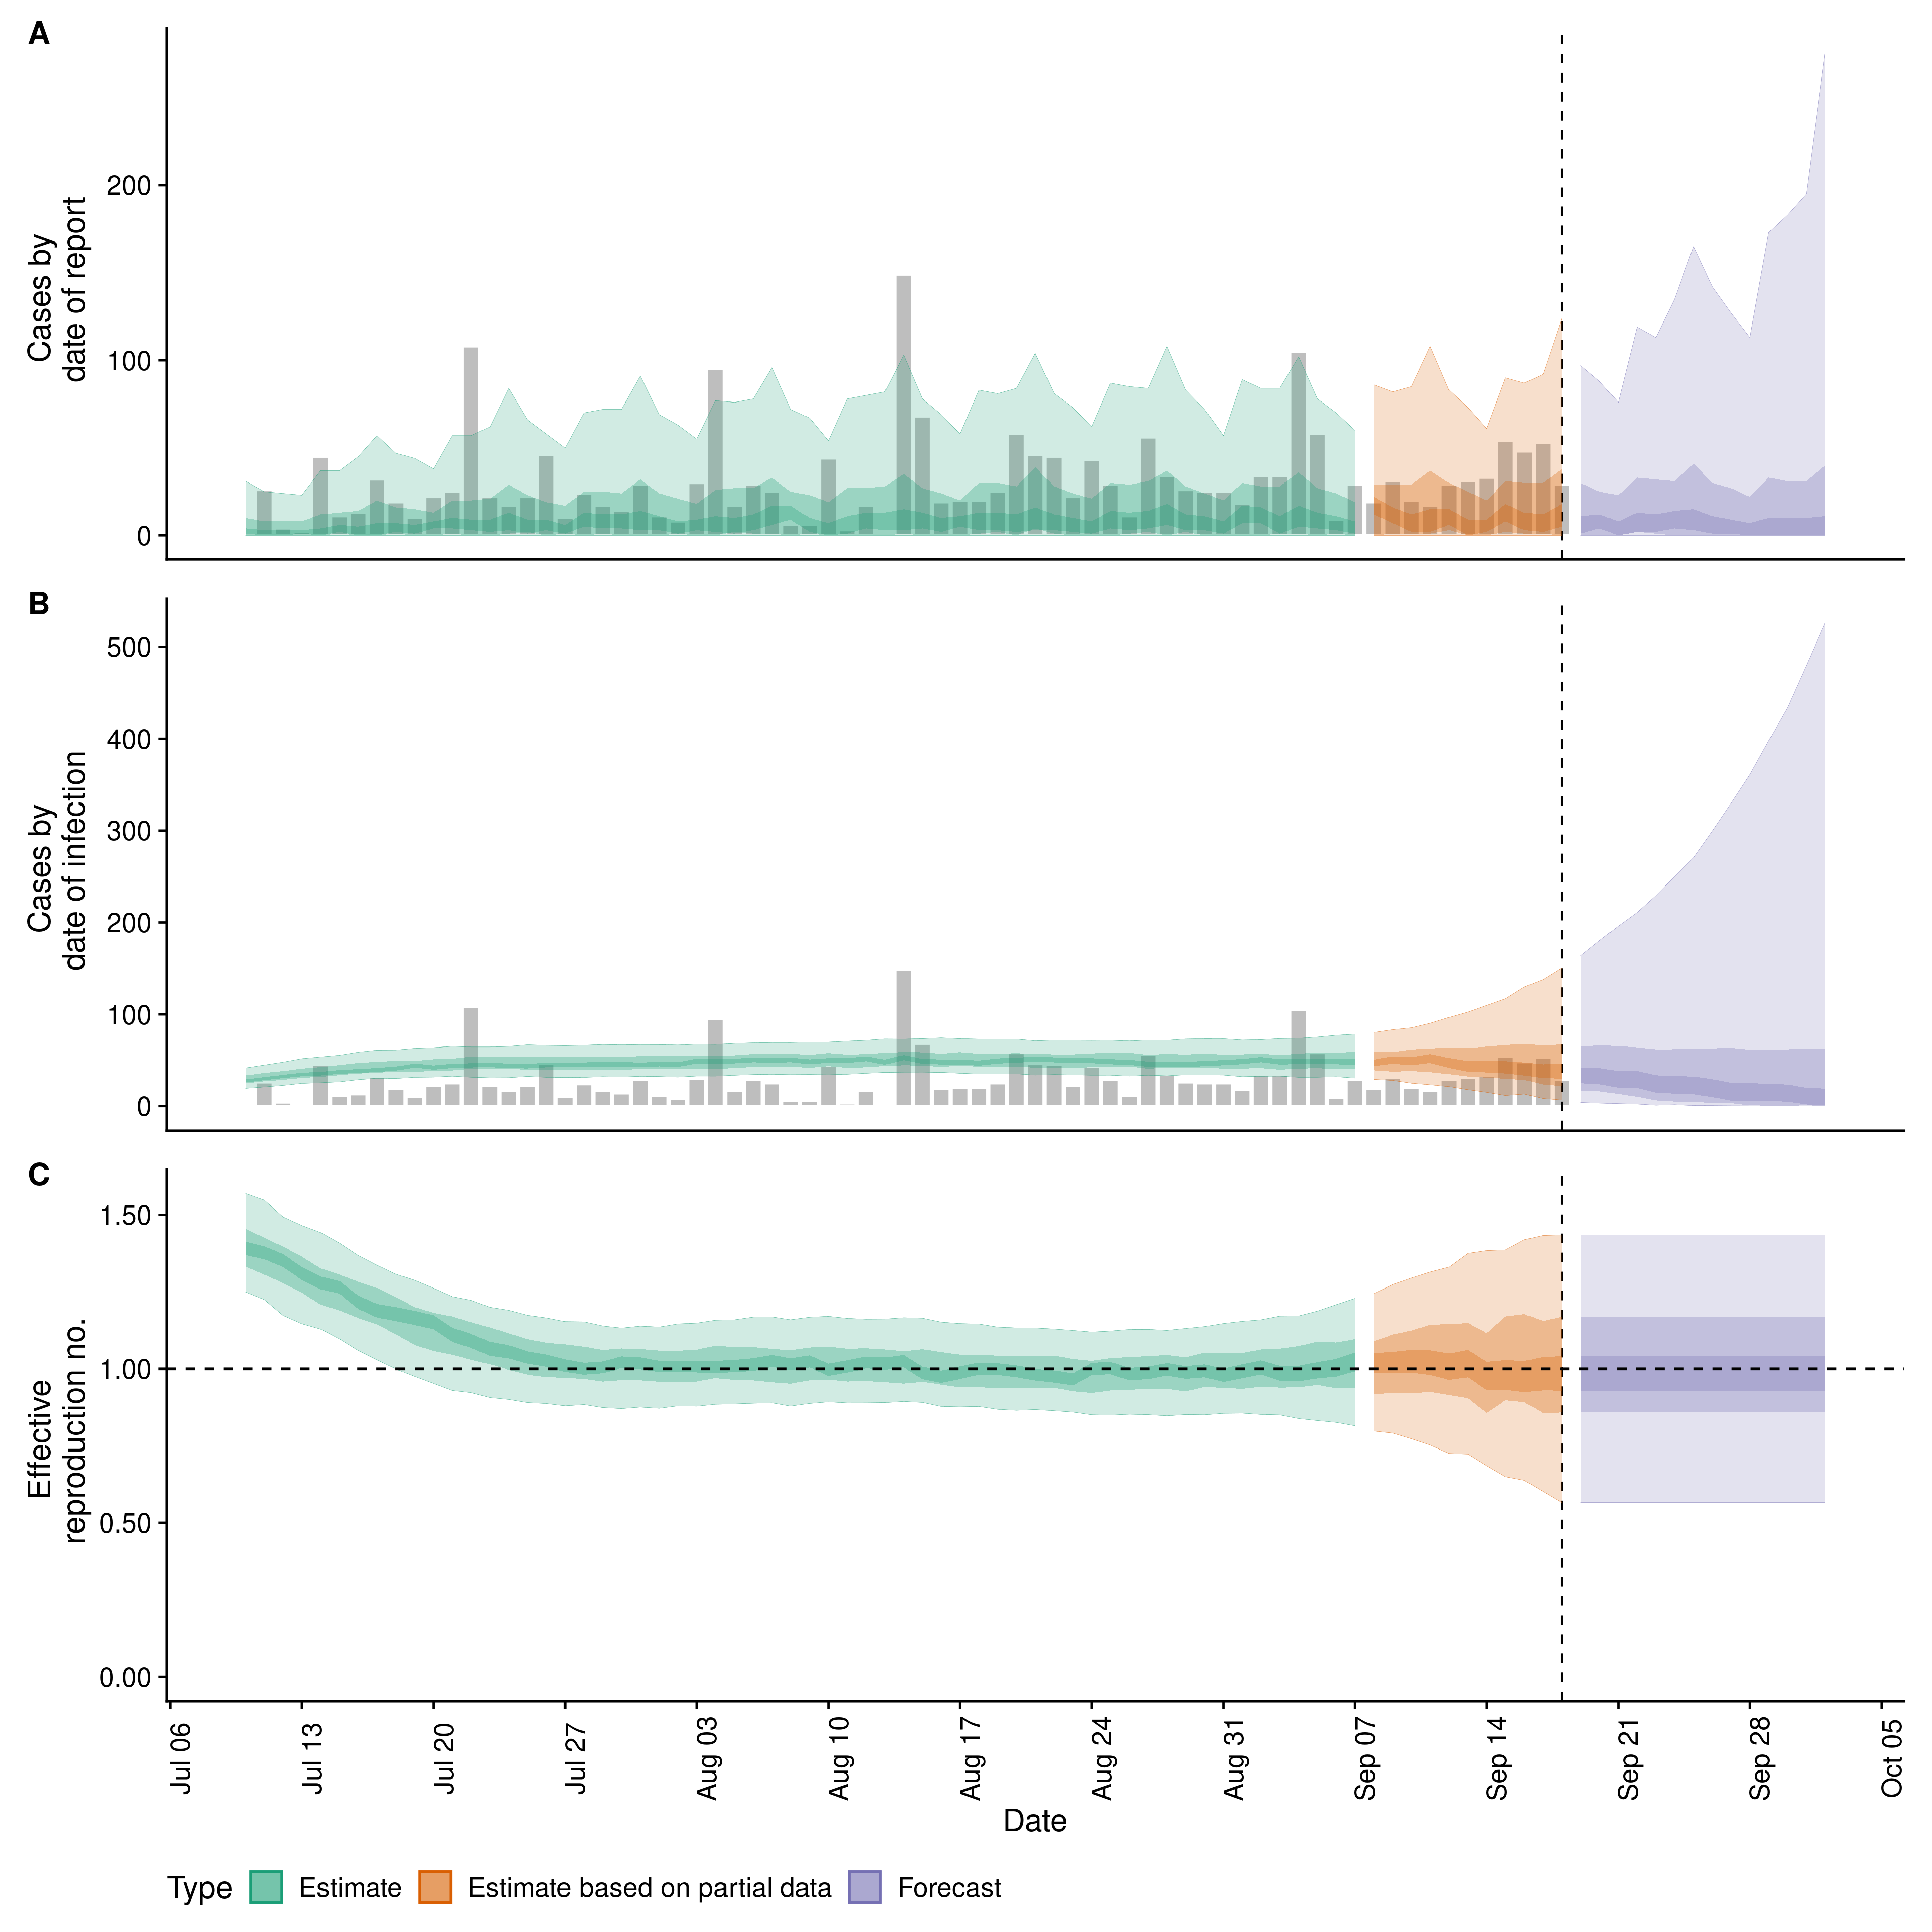 A
Cases by
date of report
200
100
0
B
Cases by
date of infection
500
400
300
200
100
0
C
Effective
reproduction no.
1.50
1.00
0.50
0.00
Jul 06
Jul 13
Jul 20
Jul 27
Aug 03
Aug 10
Aug 17
Aug 24
Aug 31
Sep 07
Sep 14
Sep 21
Sep 28
Oct 05
Date
Type Estimate Estimate based on partial data Forecast